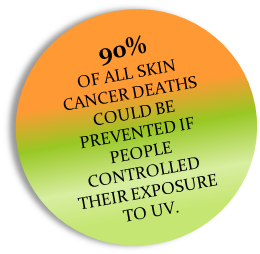 90%
OF ALL SKIN
CANCER DEATHS
COULD BE
PREVENTED IF
PEOPLE
CONTROLLED
THEIR EXPOSURE
TO UV.